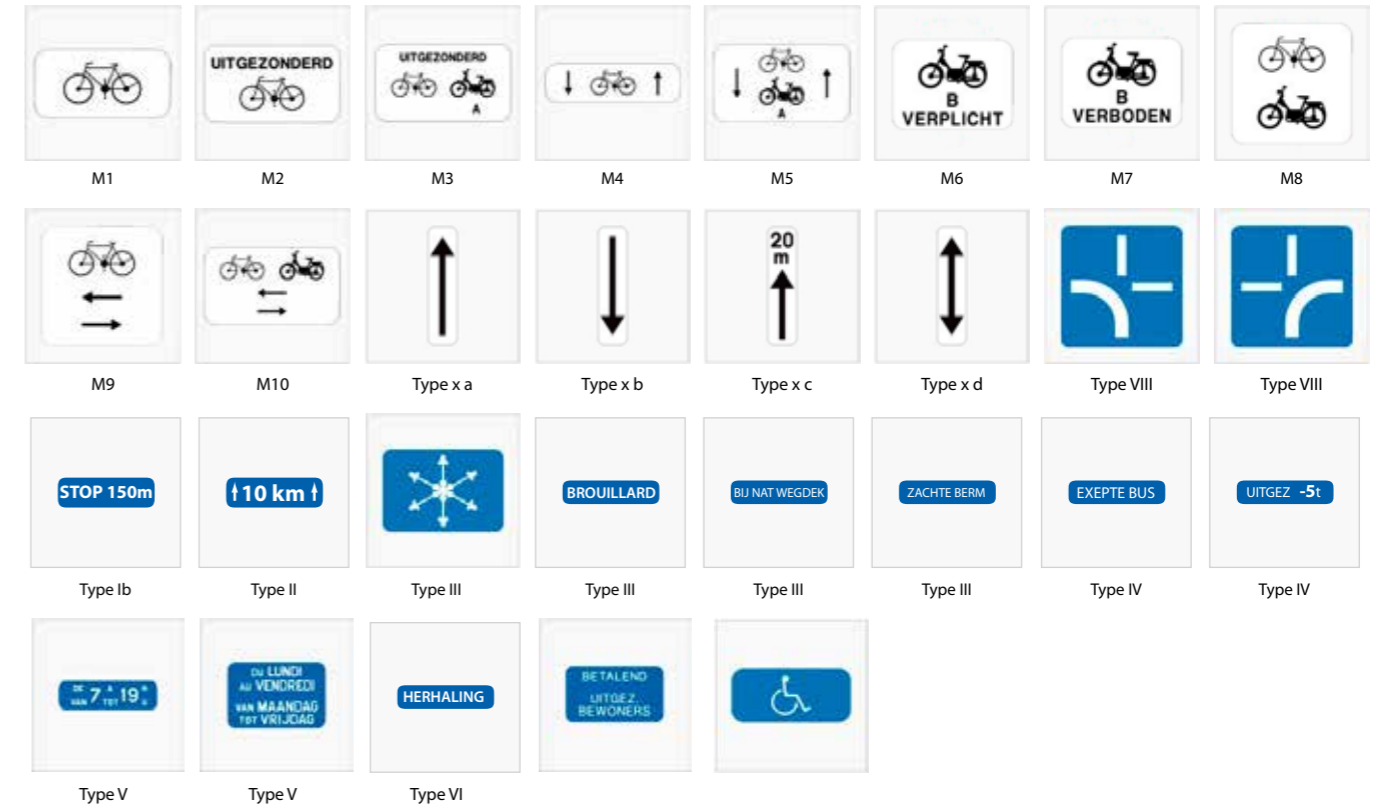 UITGEZONDERD
UITGEZONDERD
A
A
B
VERPLICHT
B
VERBODEN
M1
M2
M3
M4
M5
M6
M7
M8
20
m
M9
M10
Type x a
Type x b
Type x c
Type x d
Type VIII
Type VIII
STOP 150m
10 km
BROUILLARD
BIJ NAT WEGDEK
ZACHTE BERM
EXEPTE BUS
UITGEZ -5t
Type Ib
Type II
Type III
Type III
Type III
Type III
Type IV
Type IV
DE 7 A 19 H
VAN TOT U
DU LUNDI
AU VENDREDI
VAN MAANDAG
TOT VRIJDAG
HERHALING
BETALEND
UITGEZ.
BEWONERS
Type V
Type V
Type VI